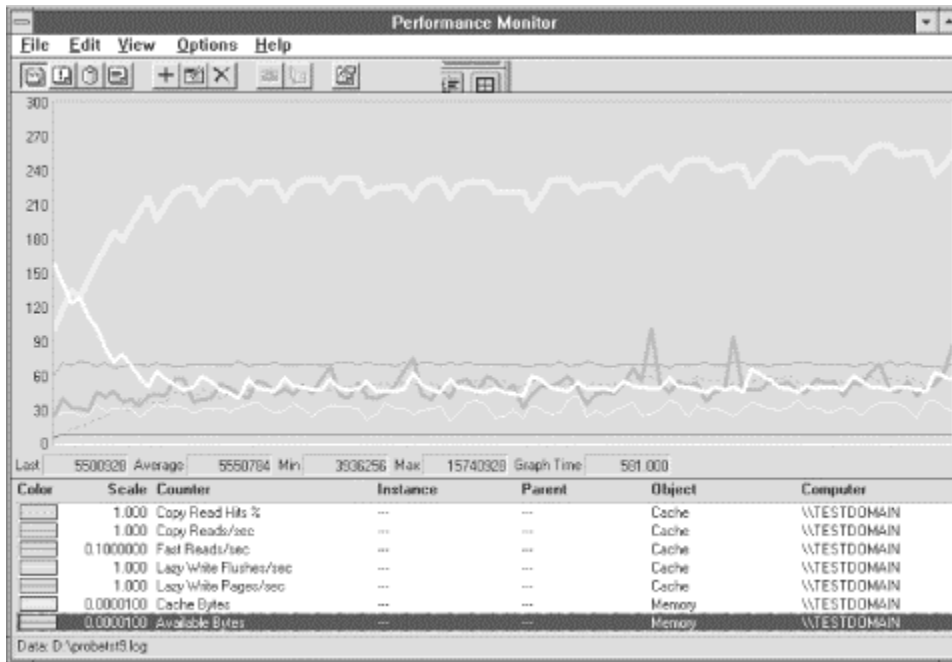 Performance Monitor
File Edit View Options Help
300
270
240
210
180
150
120
90
60
30
0
Last 5500928 Average 5550784 Min 3936256 Max 15740928 Graph Time 581.000
Color Scale Counter Instance Parent Object Computer
1.000 Copy Read Hits % --- --- Cache \\TESTDOMAIN
1.000 Copy Reads/sec --- --- Cache \\TESTDOMAIN
0.1000000 Fast Reads/sec --- --- Cache \\TESTDOMAIN
1.000 Lazy Write Flushes/sec --- --- Cache \\TESTDOMAIN
1.000 Lazy Write Pages/sec --- --- Cache \\TESTDOMAIN
0.0000100 Cache Bytes --- --- Memory \\TESTDOMAIN
0.0000100 Available Bytes --- --- Memory \\TESTDOMAIN
Data: D:\probetst9.log